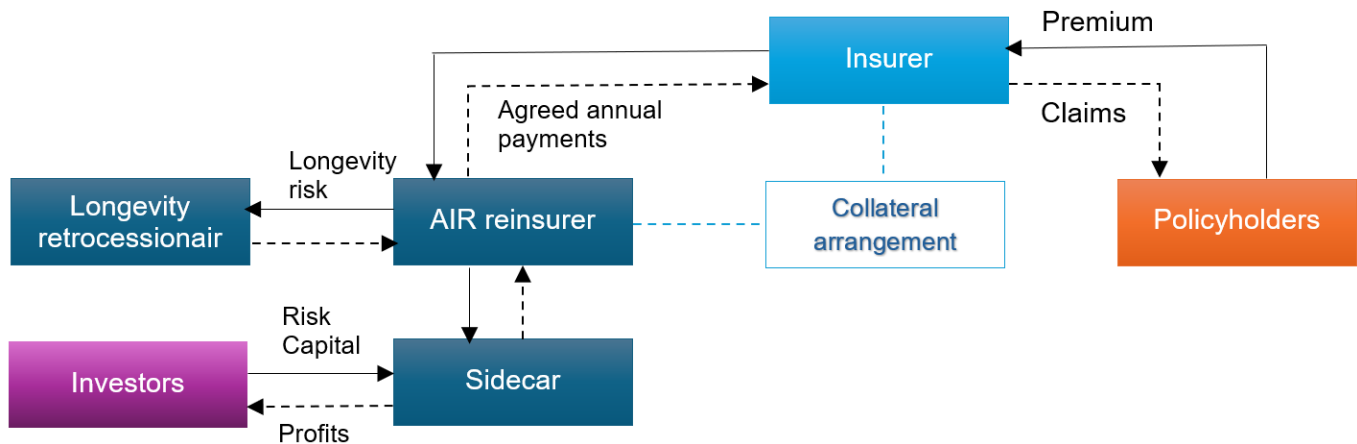 Premium
Insurer
Agreed annual
payments
Claims
Longevity
risk
Longevity
retrocessionair
AIR reinsurer
Collateral
arrangement
Policyholders
Risk
Capital
Investors
Sidecar
Profits